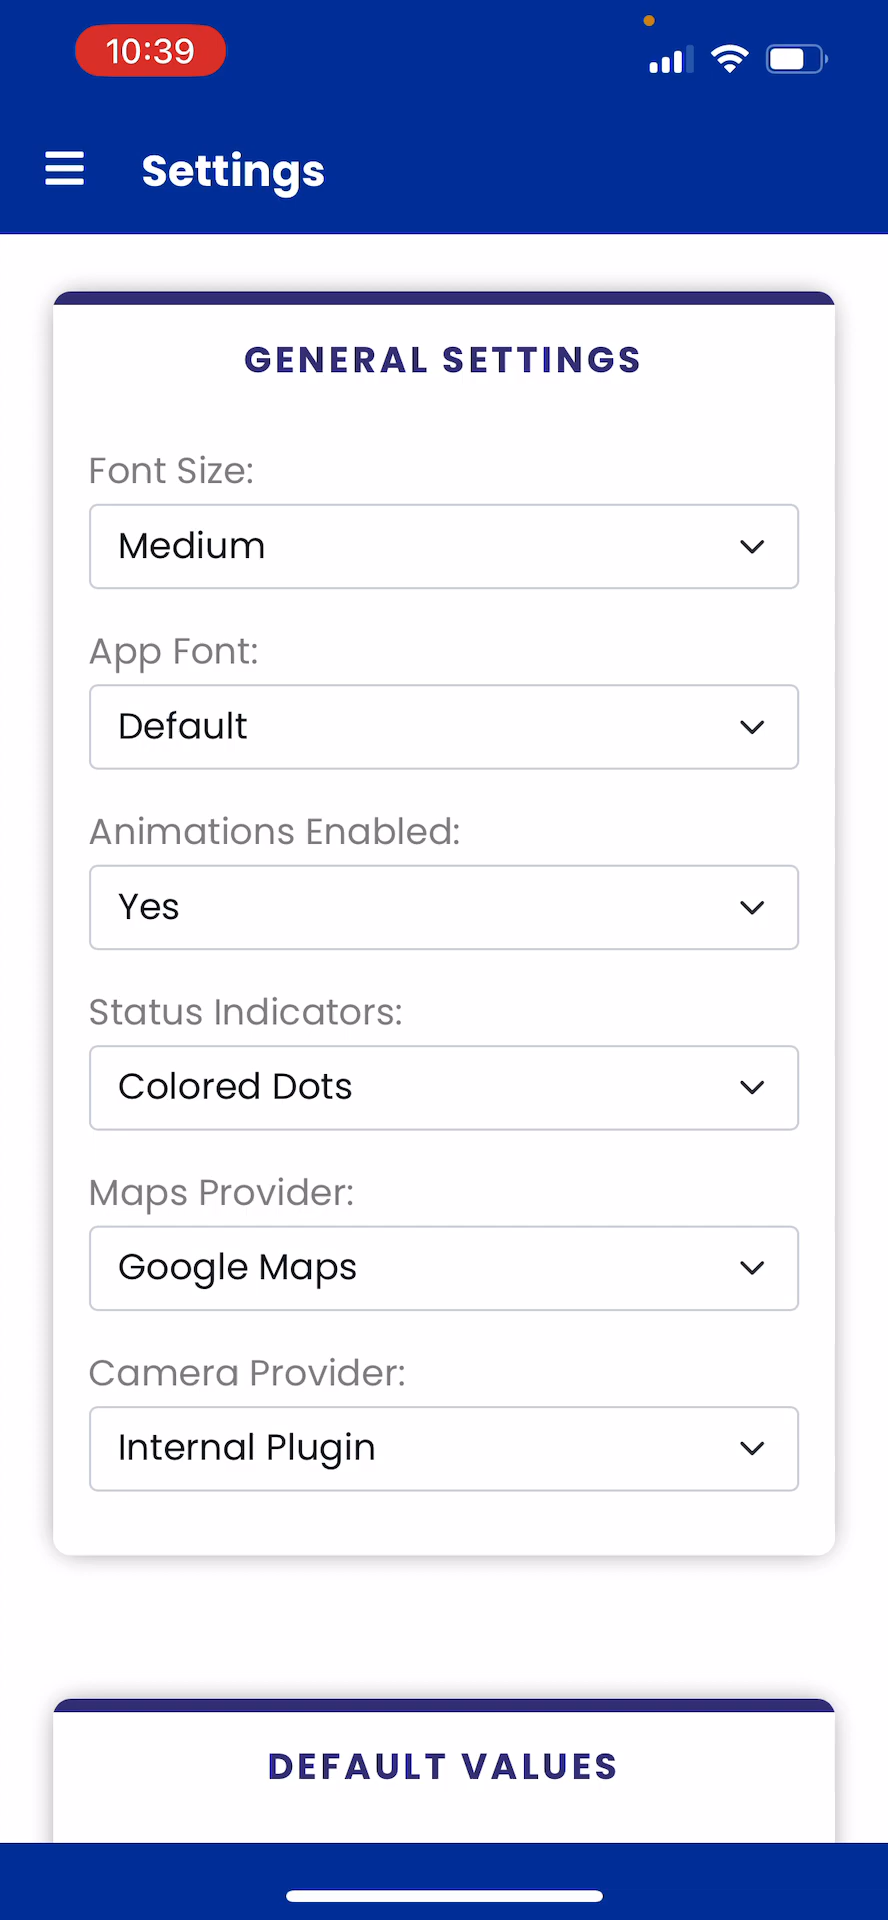 10:39
Settings
GENERAL SETTINGS
Font Size:
Medium
App Font:
Default
Animations Enabled:
Yes
Status Indicators:
Colored Dots
Maps Provider:
Google Maps
Camera Provider:
Internal Plugin
DEFAULT VALUES